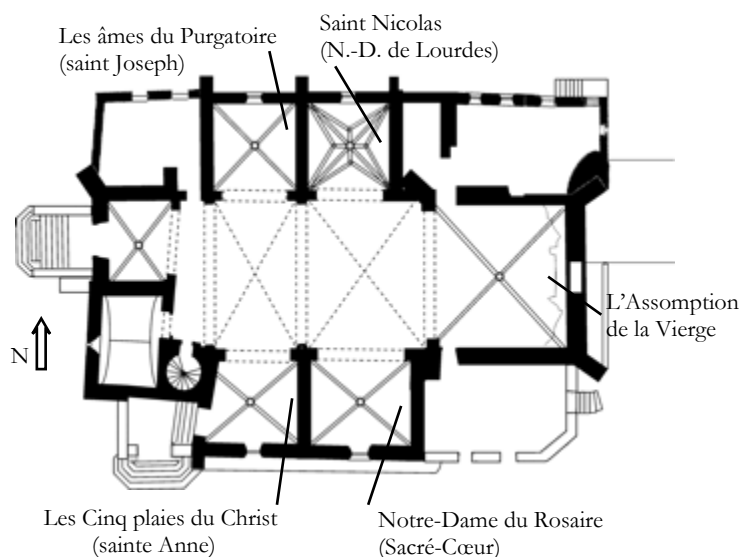 Les âmes du Purgatoire
(saint Joseph)
Saint Nicolas
(N.-D. de Lourdes)
L’Assomption
de la Vierge
N
Les Cinq plaies du Christ
(sainte Anne)
Notre-Dame du Rosaire
(Sacré-Cœur)